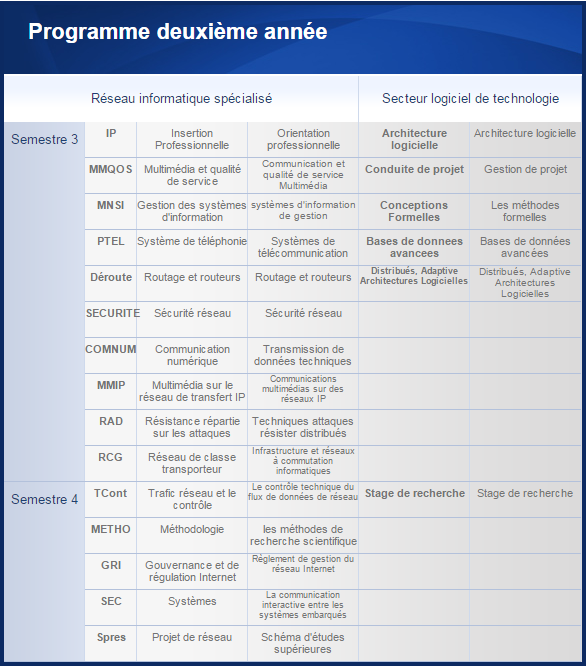 Programme deuxième année
Réseau informatique spécialisé
Secteur logiciel de technologie
Semestre 3
IP
Insertion
Professionnelle
Orientation
professionnelle
Architecture
logicielle
Architecture logicielle
MMQOS
Multimédia et qualité
de service
Communication et
qualité de service
Multimédia
Conduite de projet
Gestion de projet
MNSI
Gestion des systèmes
d'information
systèmes d'information
de gestion
Conceptions
Formelles
Les méthodes
formelles
PTEL
Système de téléphonie
Systèmes de
télécommunication
Bases de donnees
avancees
Bases de données
avancées
Déroute
Routage et routeurs
Routage et routeurs
Distribués, Adaptive
Architectures Logicielles
Distribués, Adaptive
Architectures
Logicielles
SECURITE
Sécurité réseau
Sécurité réseau
COMNUM
Communication
numérique
Transmission de
données techniques
MMIP
Multimédia sur le
réseau de transfert IP
Communications
multimédias sur des
réseaux IP
RAD
Résistance répartie
sur les attaques
Techniques attaques
résister distribués
RCG
Réseau de classe
transporteur
Infrastructure et réseaux
à commutation
informatiques
Semestre 4
TCont
Trafic réseau et le
contrôle
Le contrôle technique du
flux de données de réseau
Stage de recherche
Stage de recherche
METHO
Méthodologie
les méthodes de
recherche scientifique
GRI
Gouvernance et de
régulation Internet
Règlement de gestion du
réseau Internet
SEC
Systèmes
La communication
interactive entre les
systèmes embarqués
Spres
Projet de réseau
Schéma d'études
supérieures